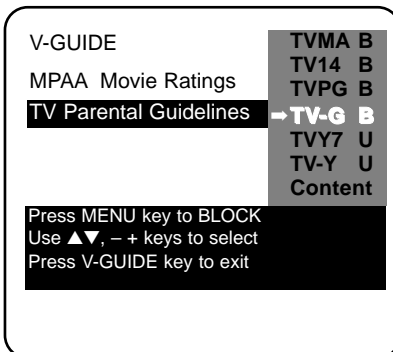 V-GUIDE
MPAA Movie Ratings
TV Parental Guidelines
TVMA B
TV14 B
TVPG B
➡TV-G B
TVY7 U
TV-Y U
Content
Press MENU key to BLOCK
Use ▲▼, – + keys to select
Press V-GUIDE key to exit